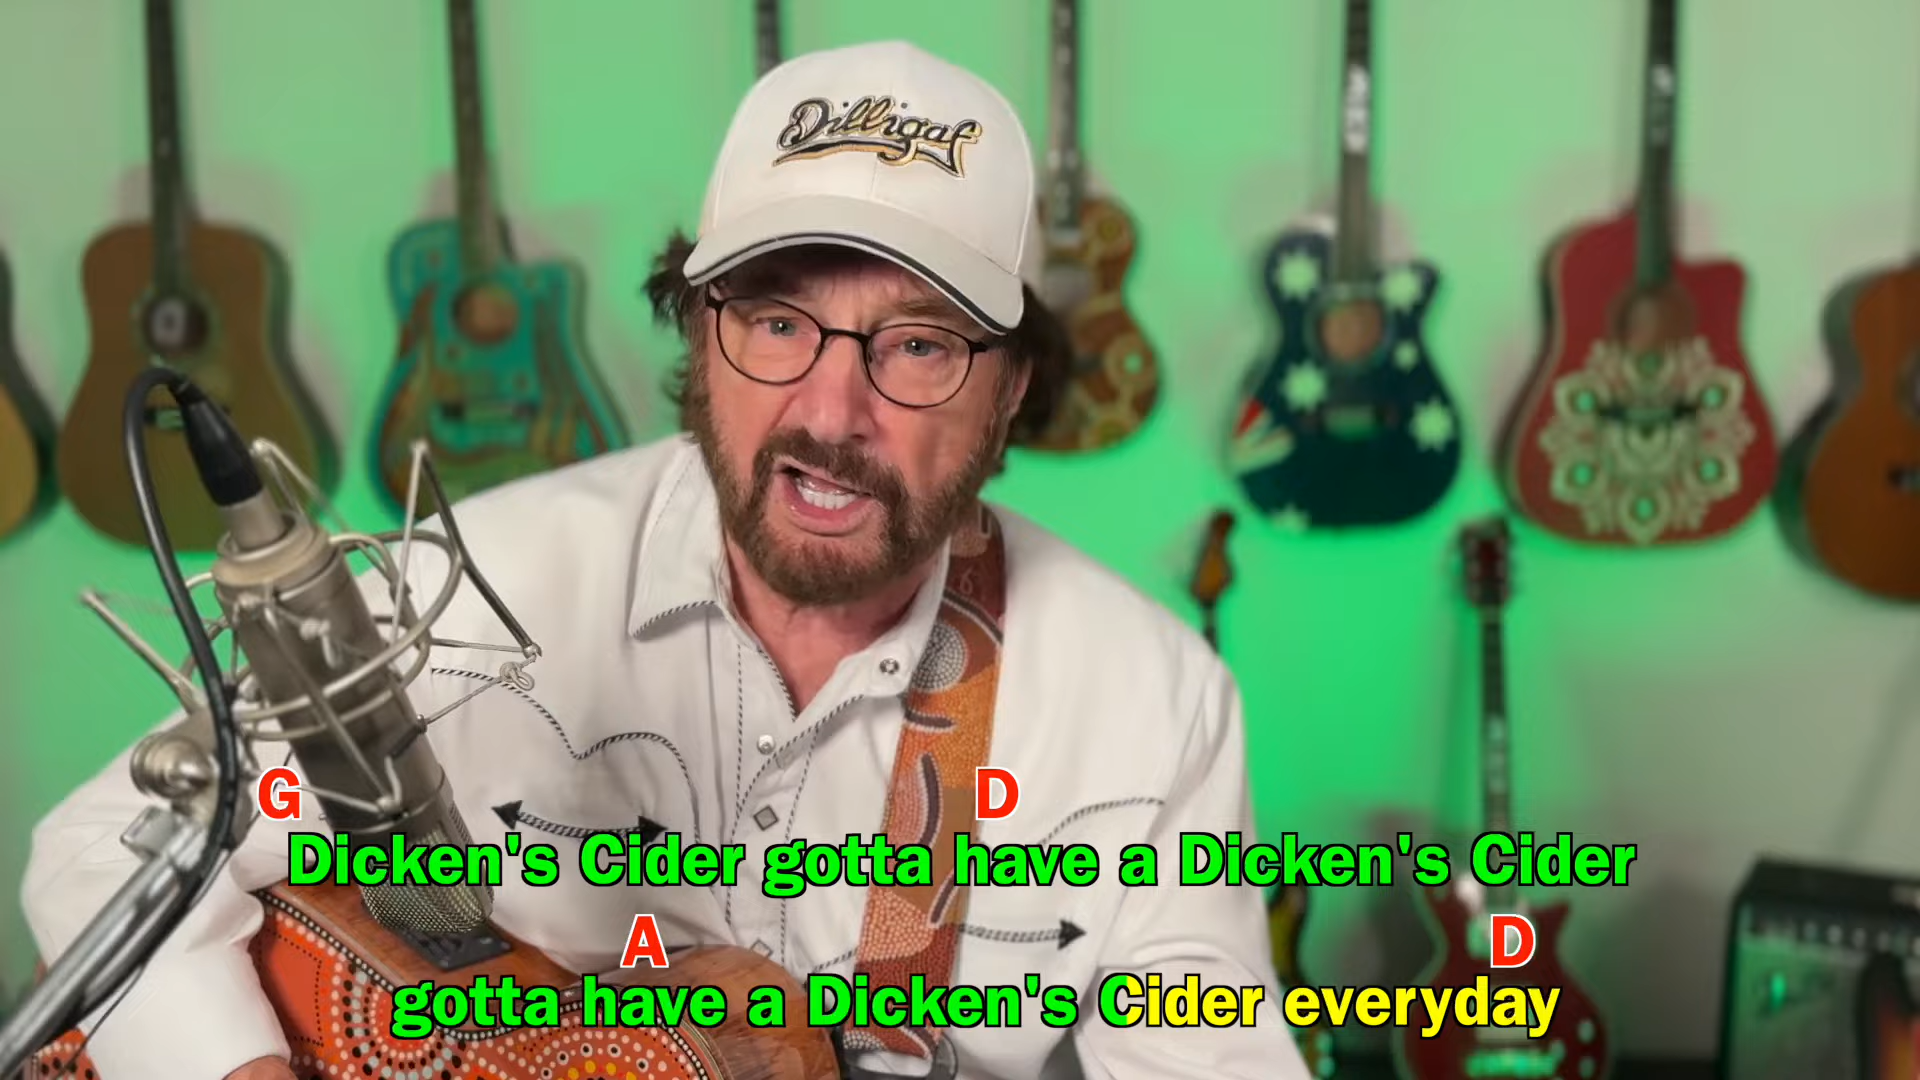 Dilligaf
G D
Dicken's Cider gotta have a Dicken's Cider
A D
gotta have a Dicken's Cider everyday